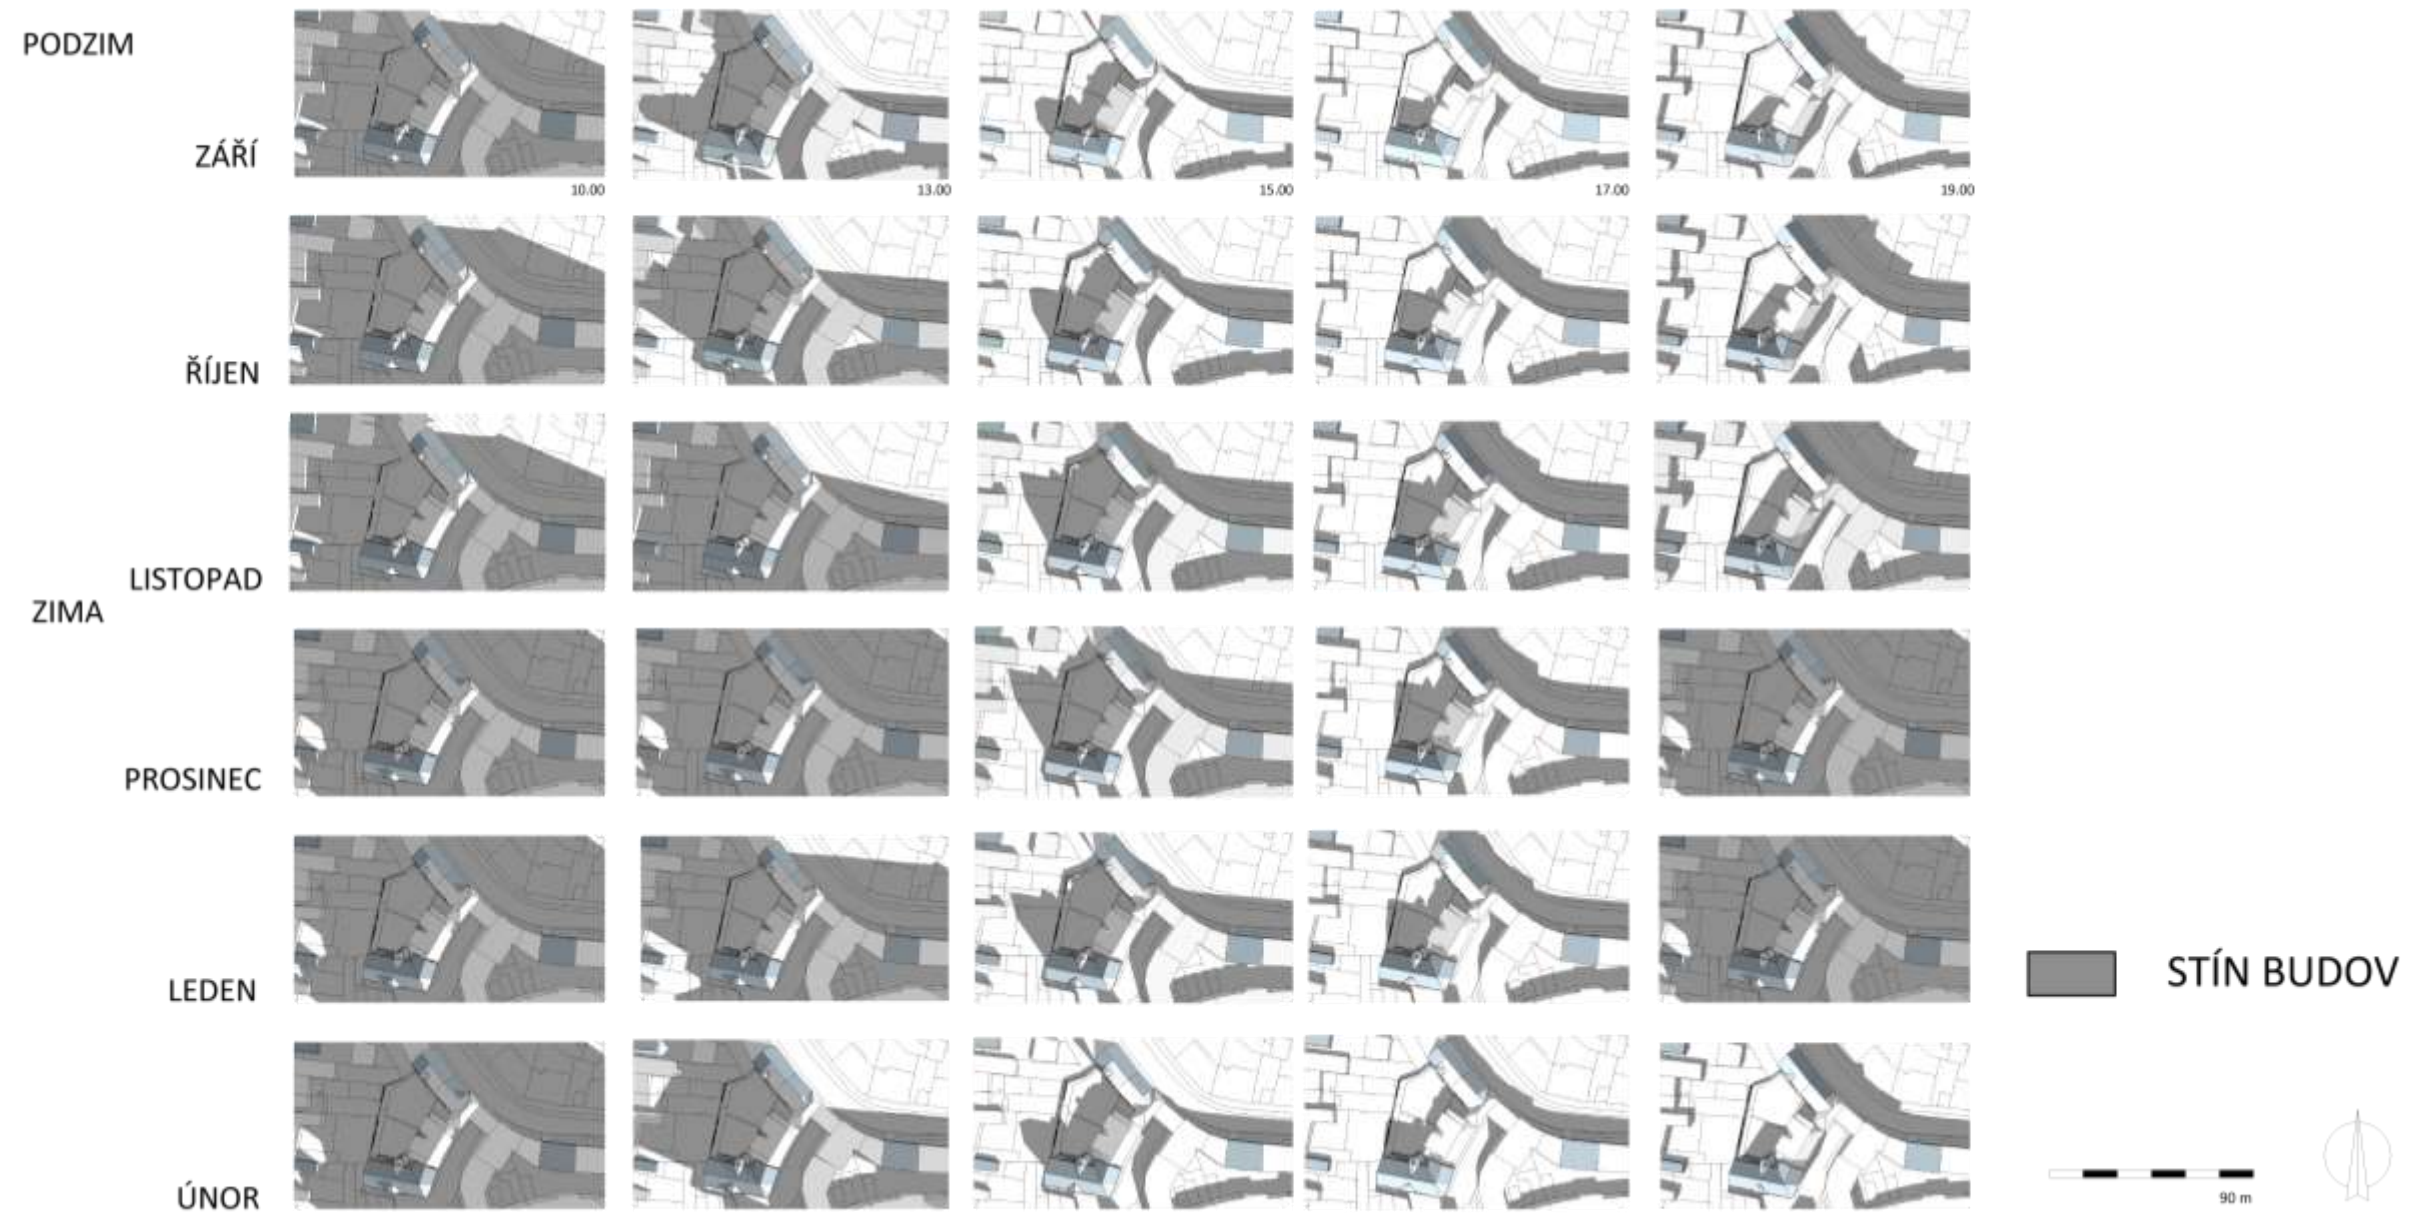 PODZIM
ZÁŘÍ
10.00
13.00
15.00
17.00
19.00
ŘÍJEN
LISTOPAD
ZIMA
PROSINEC
LEDEN
STÍN BUDOV
ÚNOR
90 m